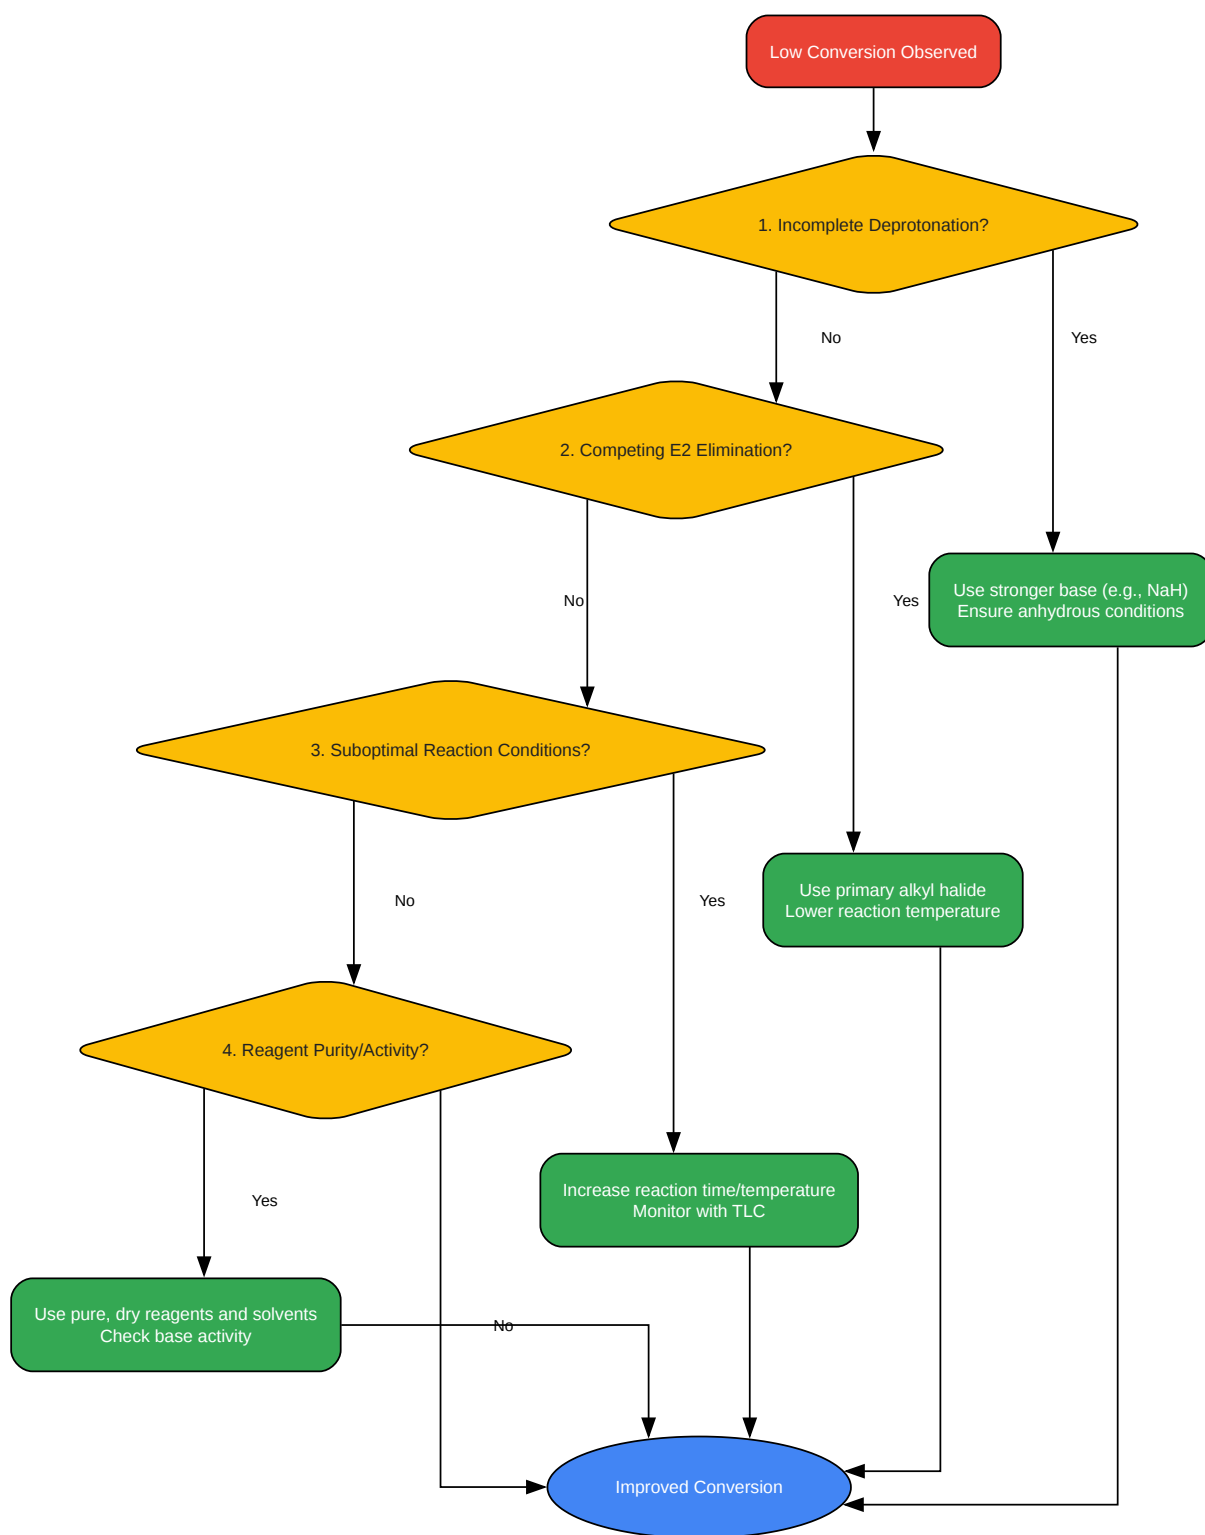 Low Conversion Observed
1. Incomplete Deprotonation?
No
Yes
2. Competing E2 Elimination?
Use stronger base (e.g., NaH)
Ensure anhydrous conditions
No
Yes
3. Suboptimal Reaction Conditions?
Use primary alkyl halide
Lower reaction temperature
No
Yes
4. Reagent Purity/Activity?
Increase reaction time/temperature
Monitor with TLC
Yes
Use pure, dry reagents and solvents
Check base activity
No
Improved Conversion